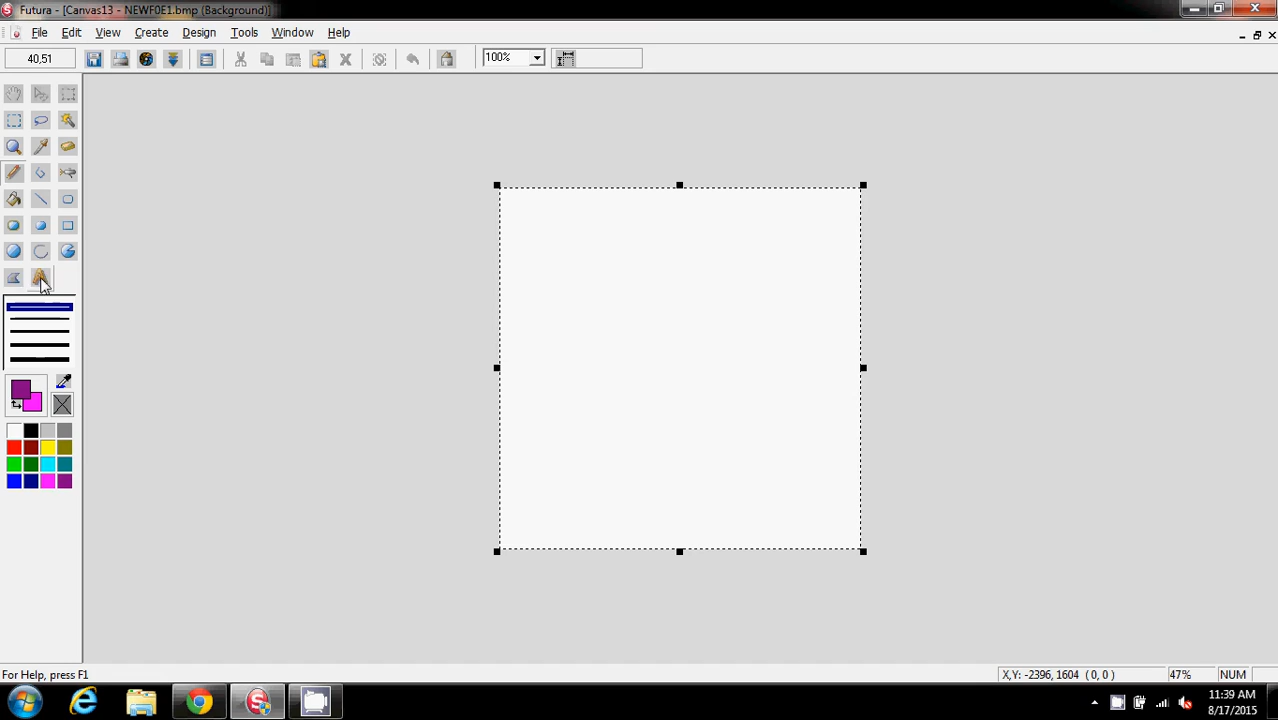 Futura - [Canvas13 - NEWF0E1.bmp (Background)]
File Edit View Create Design Tools Window Help
40,51
100%
For Help, press F1
X,Y: -2396, 1604 ( 0, 0 )
47%
NUM
11:39 AM
8/17/2015